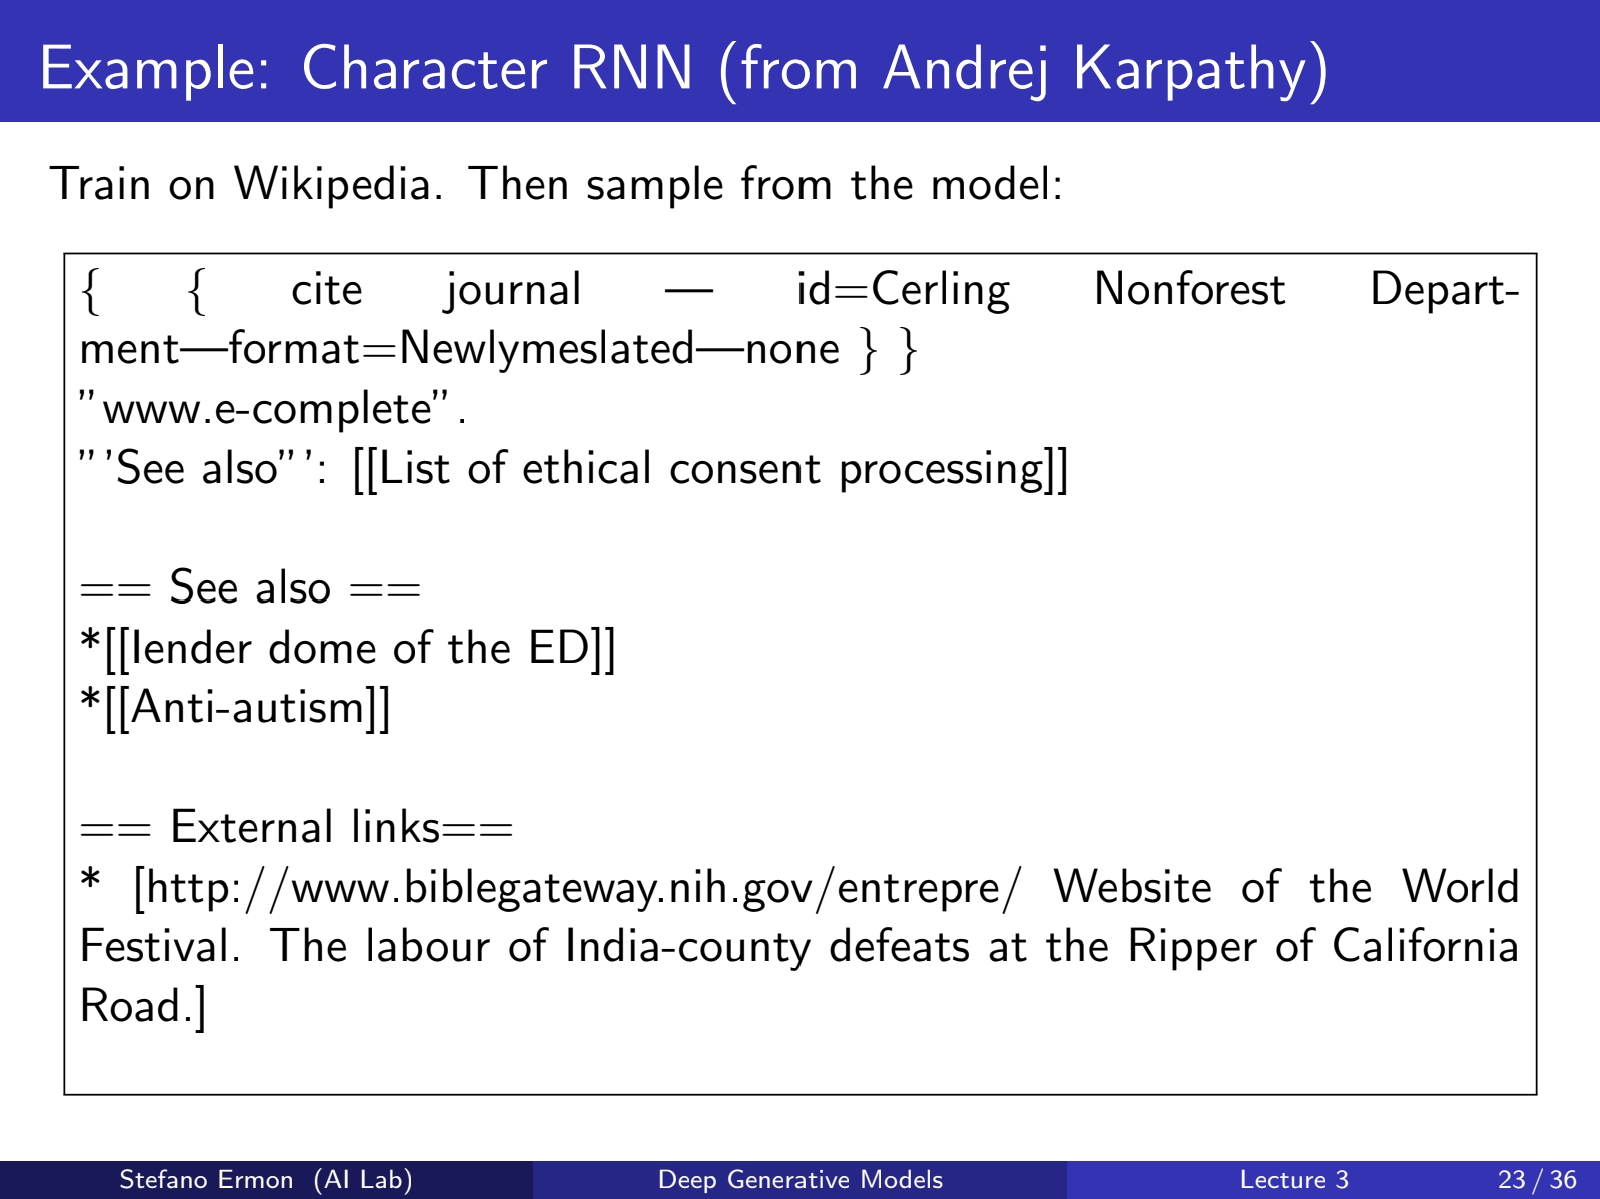 Example: Character RNN (from Andrej Karpathy)
Train on Wikipedia. Then sample from the model:
{ { cite journal — id=Cerling Nonforest Depart-
ment—format=Newlymeslated—none } }
”www.e-complete”.
”’See also”’: [[List of ethical consent processing]]
== See also ==
*[[lender dome of the ED]]
*[[Anti-autism]]
== External links==
* [http://www.biblegateway.nih.gov/entrepre/ Website of the World
Festival. The labour of India-county defeats at the Ripper of California
Road.]
Stefano Ermon (AI Lab) Deep Generative Models Lecture 3 23 / 36